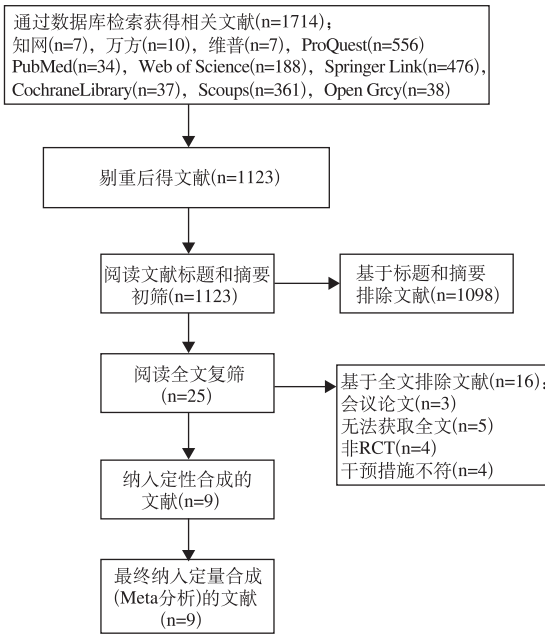 通过数据库检索获得相关文献(n=1714)；
知网(n=7)，万方(n=10)，维普(n=7)，ProQuest(n=556)
PubMed(n=34)，Web of Science(n=188)，Springer Link(n=476)，
CochraneLibrary(n=37)，Scoups(n=361)，Open Grcy(n=38)
剔重后得文献(n=1123)
阅读文献标题和摘要
初筛(n=1123)
基于标题和摘要
排除文献(n=1098)
阅读全文复筛
(n=25)
基于全文排除文献(n=16)；
会议论文(n=3)
无法获取全文(n=5)
非RCT(n=4)
干预措施不符(n=4)
纳入定性合成的
文献(n=9)
最终纳入定量合成
(Meta分析)的文献
(n=9)